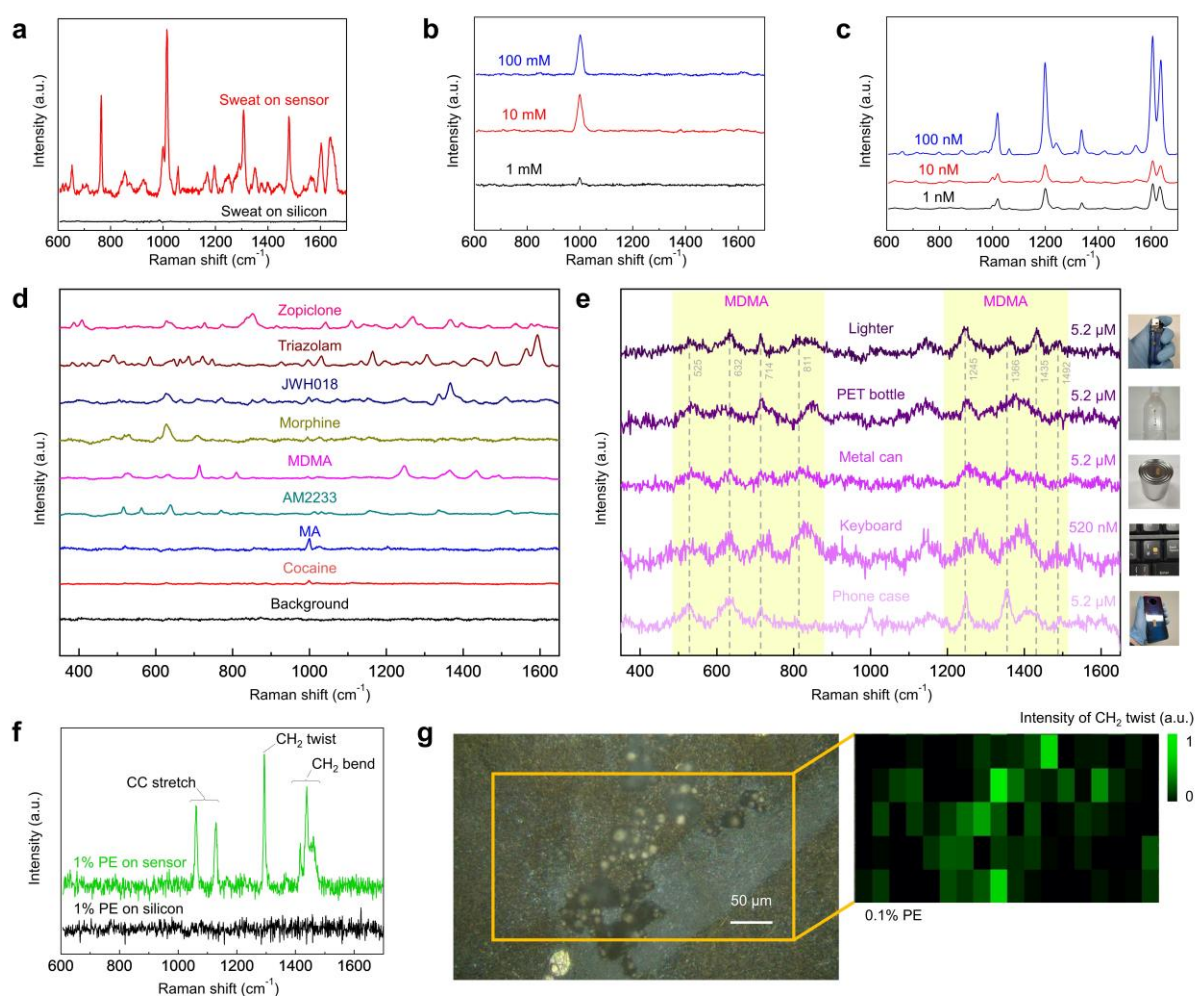 a
Intensity (a.u.)
Sweat on sensor
Sweat on silicon
600 800 1000 1200 1400 1600
Raman shift (cm-1)
b
Intensity (a.u.)
100 mM
10 mM
1 mM
600 800 1000 1200 1400 1600
Raman shift (cm-1)
c
Intensity (a.u.)
100 nM
10 nM
1 nM
600 800 1000 1200 1400 1600
Raman shift (cm-1)
d
Intensity (a.u.)
Zopiclone
Triazolam
JWH018
Morphine
MDMA
AM2233
MA
Cocaine
Background
400 600 800 1000 1200 1400 1600
Raman shift (cm-1)
e
Intensity (a.u.)
MDMA MDMA
Lighter 5.2 µM
525 632 714 811 1245 1366 1435 1492
PET bottle 5.2 µM
Metal can 5.2 µM
Keyboard 520 nM
Phone case 5.2 µM
400 600 800 1000 1200 1400 1600
Raman shift (cm-1)
f
Intensity (a.u.)
CH2 twist
CH2 bend
CC stretch
1% PE on sensor
1% PE on silicon
600 800 1000 1200 1400 1600
Raman shift (cm-1)
g
50 µm
Intensity of CH2 twist (a.u.)
1
0
0.1% PE